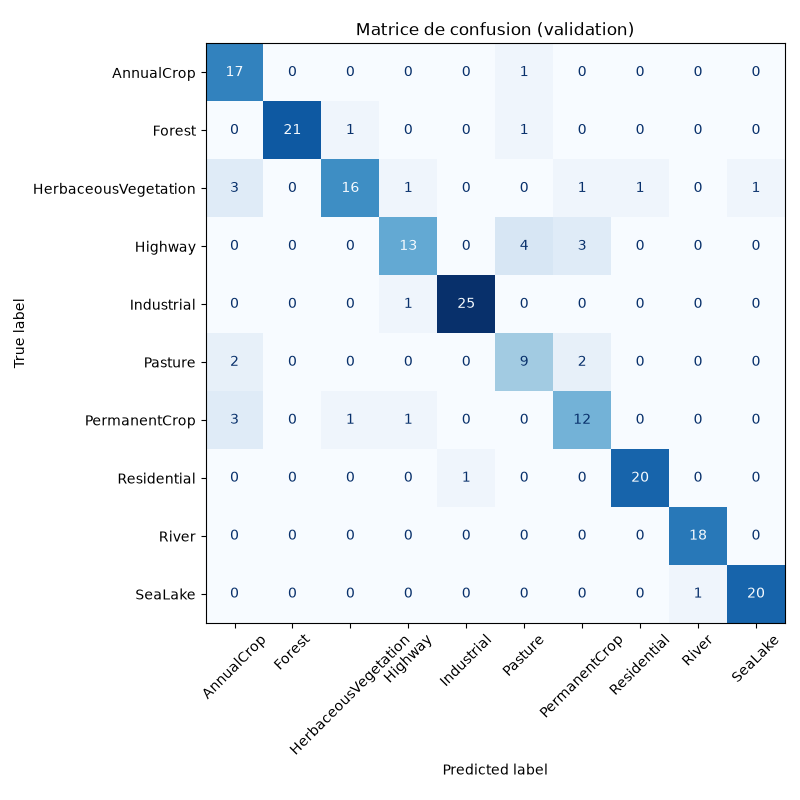 Matrice de confusion (validation)
AnnualCrop 17 0 0 0 0 1 0 0 0 0
Forest 0 21 1 0 0 1 0 0 0 0
HerbaceousVegetation 3 0 16 1 0 0 1 1 0 1
Highway 0 0 0 13 0 4 3 0 0 0
Industrial 0 0 0 1 25 0 0 0 0 0
Pasture 2 0 0 0 0 9 2 0 0 0
PermanentCrop 3 0 1 1 0 0 12 0 0 0
Residential 0 0 0 0 1 0 0 20 0 0
River 0 0 0 0 0 0 0 0 18 0
SeaLake 0 0 0 0 0 0 0 0 1 20
True label
AnnualCrop Forest HerbaceousVegetation Highway Industrial Pasture PermanentCrop Residential River SeaLake
Predicted label